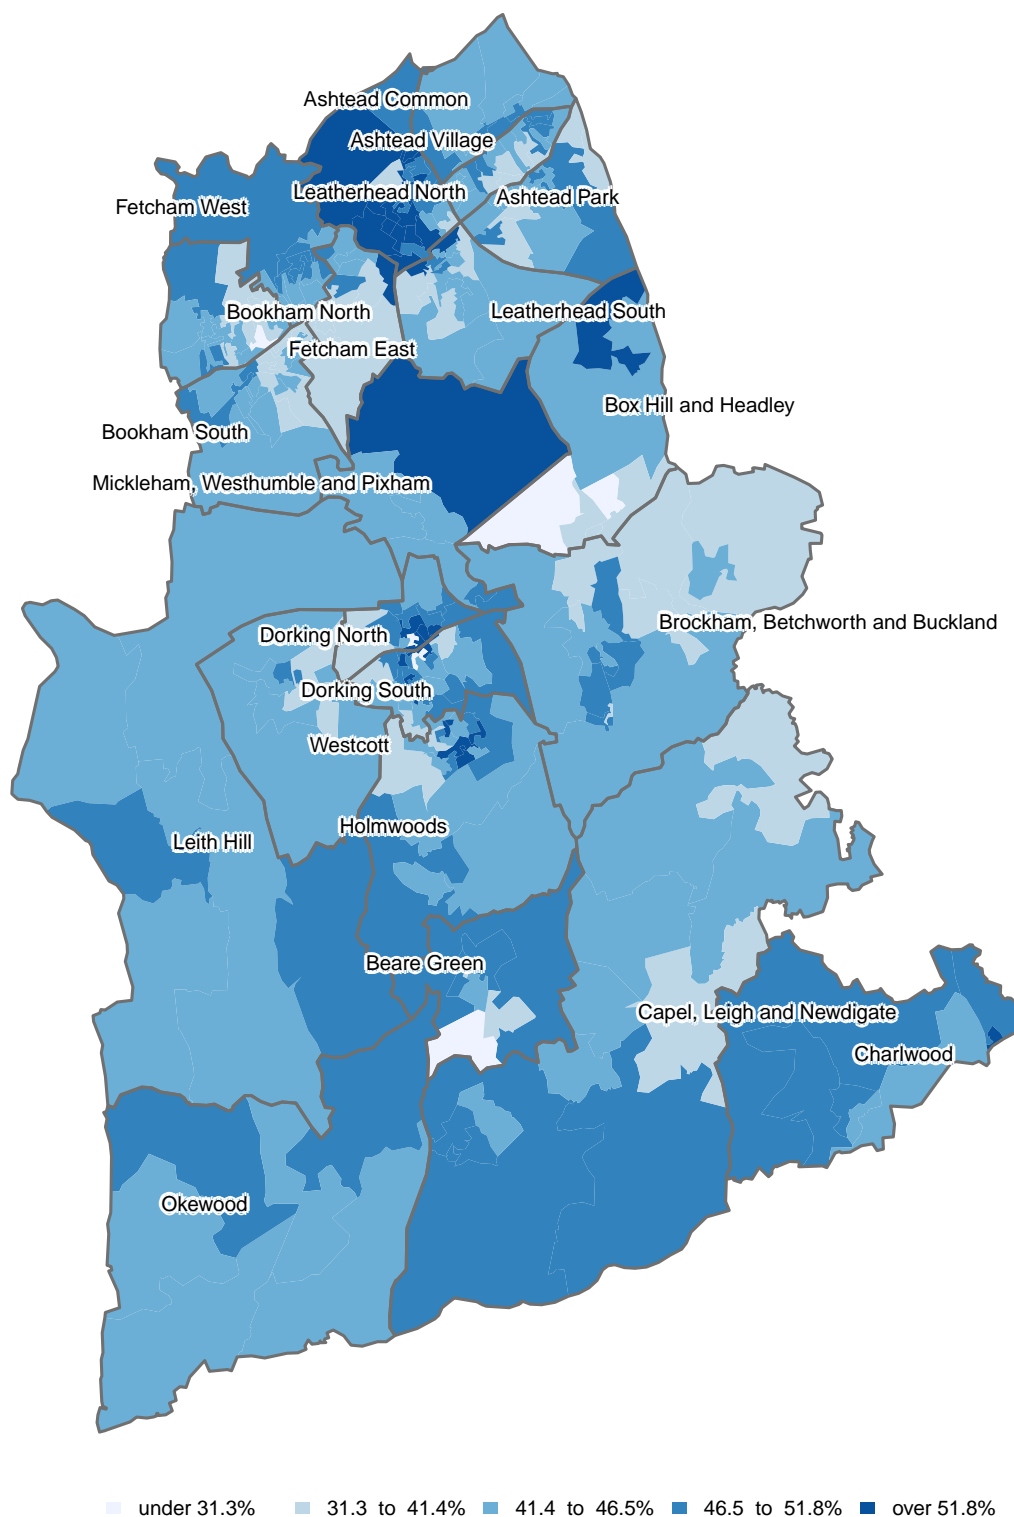 Ashtead Common
Ashtead Village
Leatherhead North
Ashtead Park
Fetcham West
Bookham North
Leatherhead South
Fetcham East
Box Hill and Headley
Bookham South
Mickleham, Westhumble and Pixham
Brockham, Betchworth and Buckland
Dorking North
Dorking South
Westcott
Holmwoods
Leith Hill
Beare Green
Capel, Leigh and Newdigate
Charlwood
Okewood
under 31.3% 31.3 to 41.4% 41.4 to 46.5% 46.5 to 51.8% over 51.8%